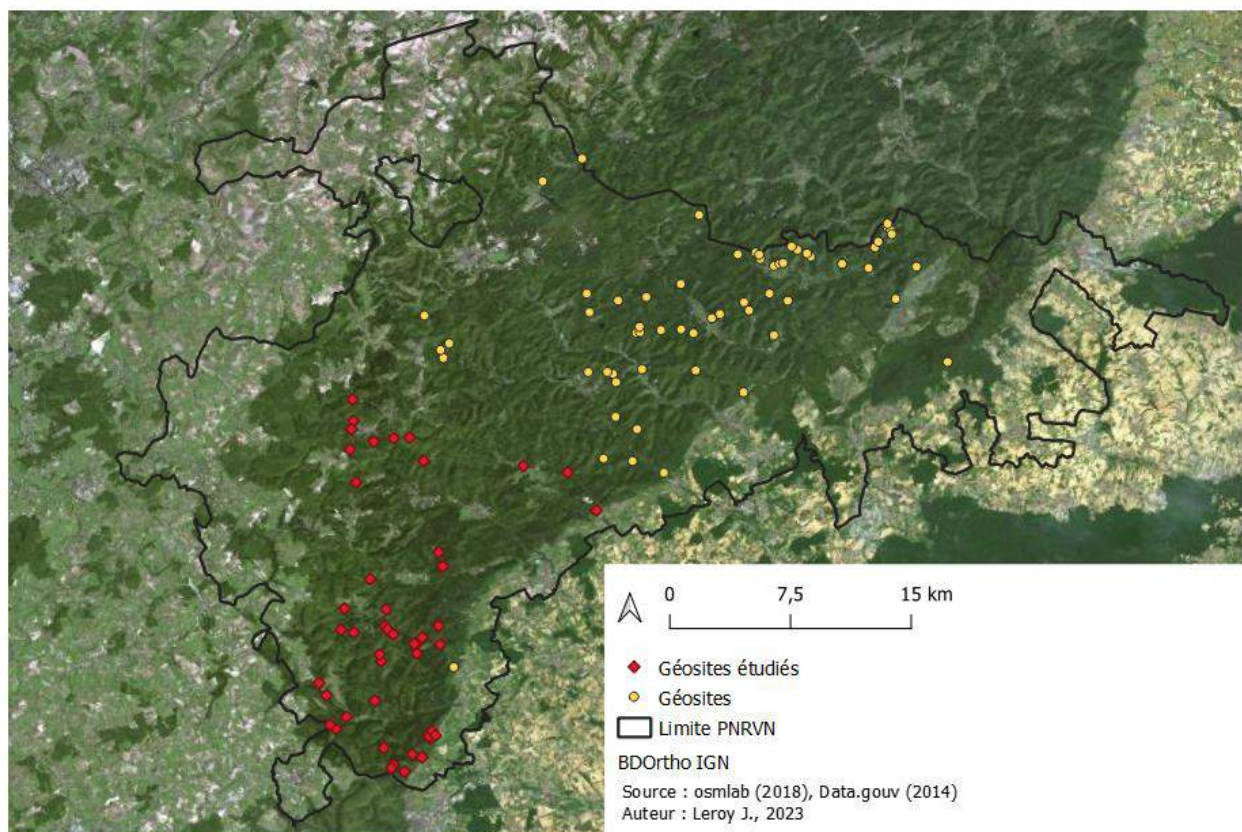 0 7,5 15 km
Géosites étudiés
Géosites
Limite PNRVN
BDOrtho IGN
Source : osmlab (2018), Data.gouv (2014)
Auteur : Leroy J., 2023